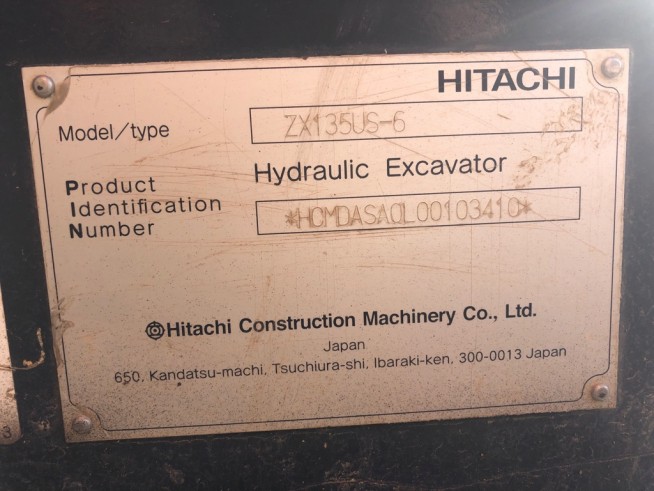 HITACHI
Model/type ZX135US-6
Hydraulic Excavator
Product
Identification *HCMDASA0L00103410*
Number
Hitachi Construction Machinery Co., Ltd.
Japan
650, Kandatsu-machi, Tsuchiura-shi, Ibaraki-ken, 300-0013 Japan